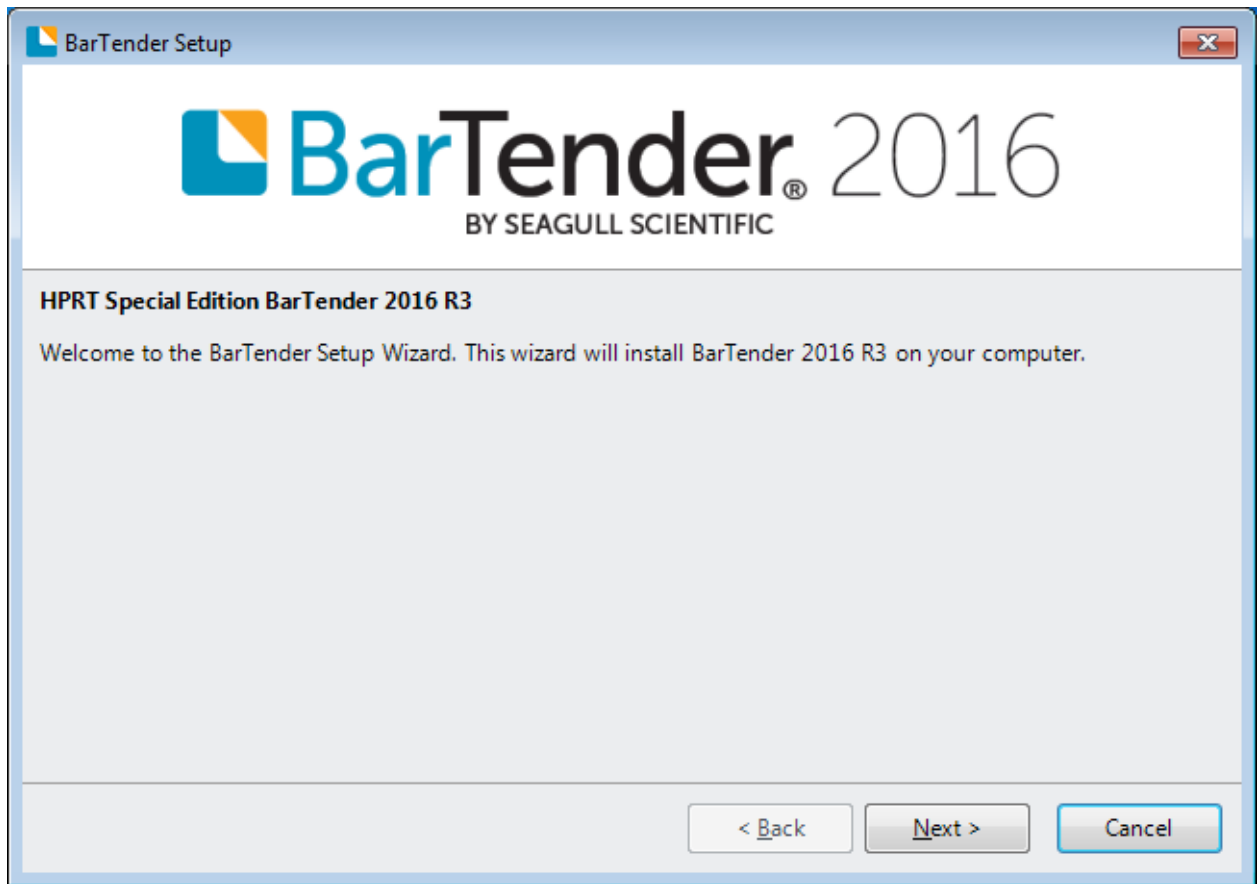 BarTender Setup
BarTender® 2016
BY SEAGULL SCIENTIFIC
HPRT Special Edition BarTender 2016 R3
Welcome to the BarTender Setup Wizard. This wizard will install BarTender 2016 R3 on your computer.
< Back Next > Cancel